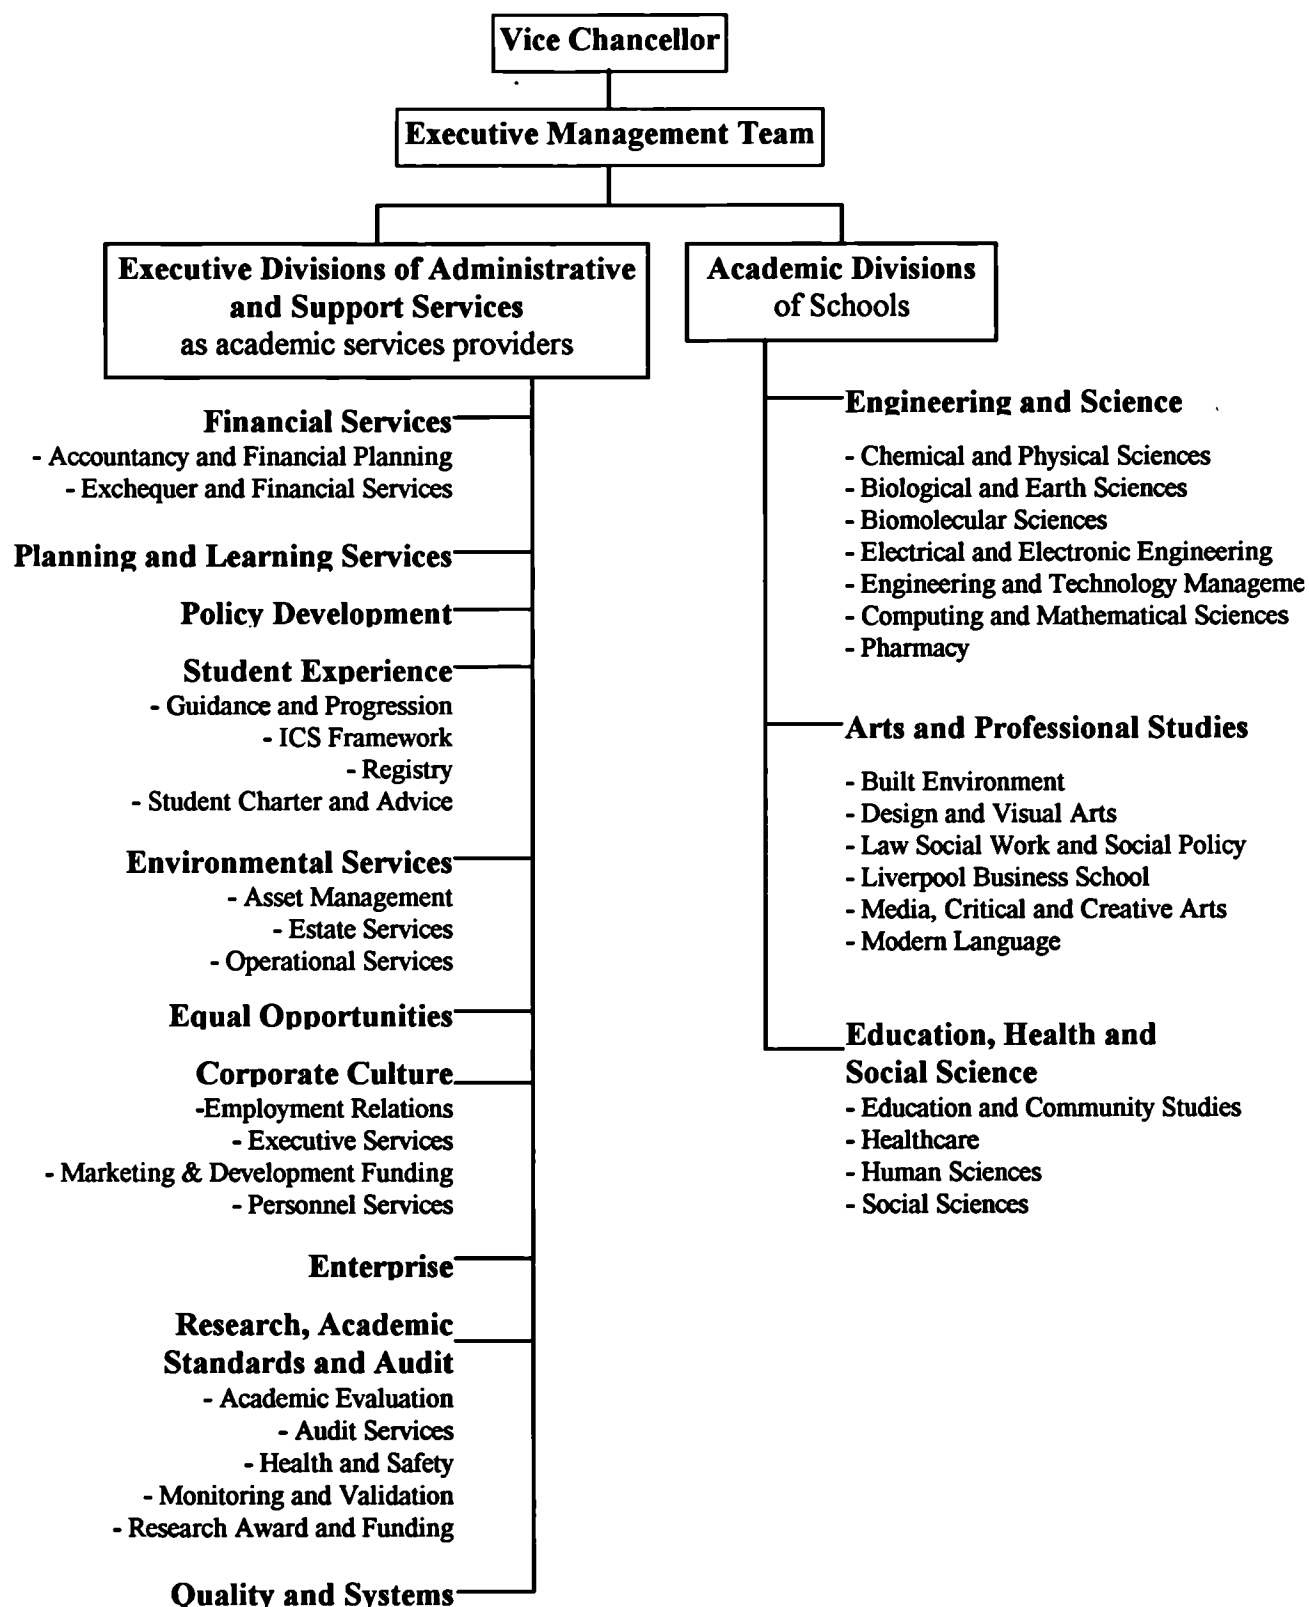 Vice Chancellor
Executive Management Team
Executive Divisions of Administrative
and Support Services
as academic services providers
Financial Services
- Accountancy and Financial Planning
- Exchequer and Financial Services
Planning and Learning Services
Policy Development
Student Experience
- Guidance and Progression
- ICS Framework
- Registry
- Student Charter and Advice
Environmental Services
- Asset Management
- Estate Services
- Operational Services
Equal Opportunities
Corporate Culture
-Employment Relations
- Executive Services
- Marketing & Development Funding
- Personnel Services
Enterprise
Research, Academic
Standards and Audit
- Academic Evaluation
- Audit Services
- Health and Safety
- Monitoring and Validation
- Research Award and Funding
Quality and Systems
Academic Divisions
of Schools
Engineering and Science
- Chemical and Physical Sciences
- Biological and Earth Sciences
- Biomolecular Sciences
- Electrical and Electronic Engineering
- Engineering and Technology Manageme
- Computing and Mathematical Sciences
- Pharmacy
Arts and Professional Studies
- Built Environment
- Design and Visual Arts
- Law Social Work and Social Policy
- Liverpool Business School
- Media, Critical and Creative Arts
- Modern Language
Education, Health and
Social Science
- Education and Community Studies
- Healthcare
- Human Sciences
- Social Sciences